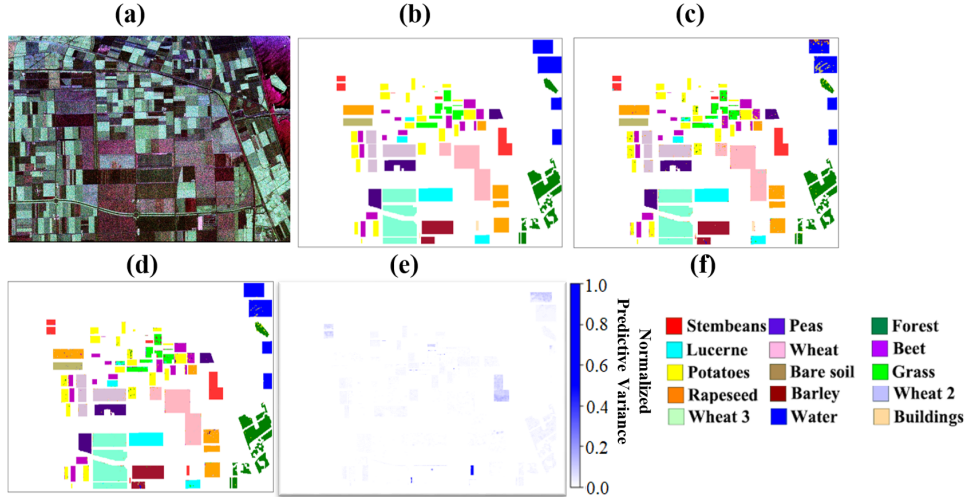 (a)
(b)
(c)
(d)
(e)
(f)
1.0
0.8
0.6
0.4
0.2
0.0
Normalized
Predictive Variance
Stembeans Peas Forest
Lucerne Wheat Beet
Potatoes Bare soil Grass
Rapeseed Barley Wheat 2
Wheat 3 Water Buildings